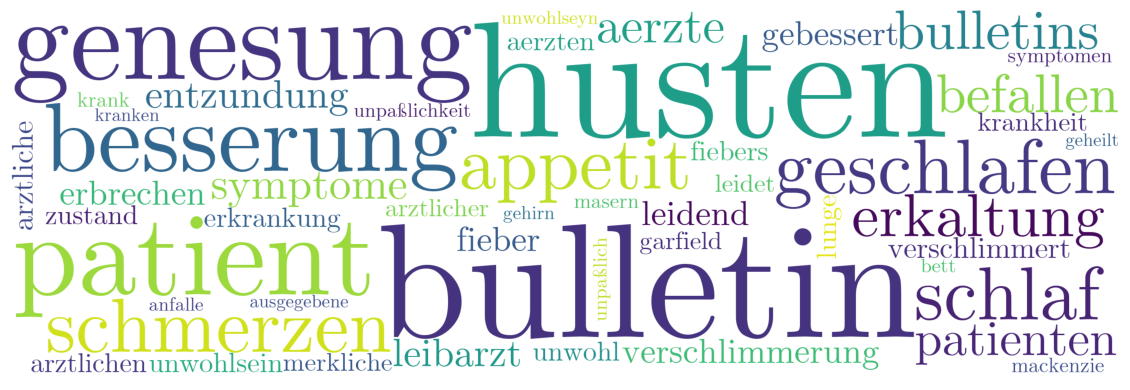 genesung
husten
unwohlseyn
aerzten
aerzte
gebessert
bulletins
symptomen
krank
entzundung
unpaßlichkeit
kranken
befallen
krankheit
geheilt
arztliche
besserung
appetit
fiebers
geschlafen
erbrechen
symptome
leidet
masern
zustand
erkrankung
arztlicher
gehirn
leidend
lunge
erkaltung
patient
bulletin
fieber
unpaßlich
garfield
verschlimmert
bett
anfalle
ausgegebene
schlaf
schmerzen
patienten
arztlichen
unwohlsein
merkliche
leibarzt
unwohl
verschlimmerung
mackenzie